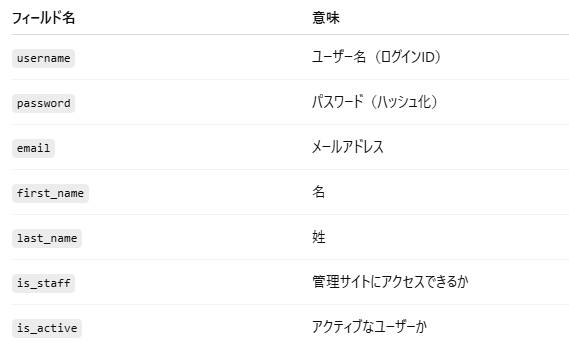 フィールド名 意味
username ユーザー名（ログインID）
password パスワード（ハッシュ化）
email メールアドレス
first_name 名
last_name 姓
is_staff 管理サイトにアクセスできるか
is_active アクティブなユーザーか